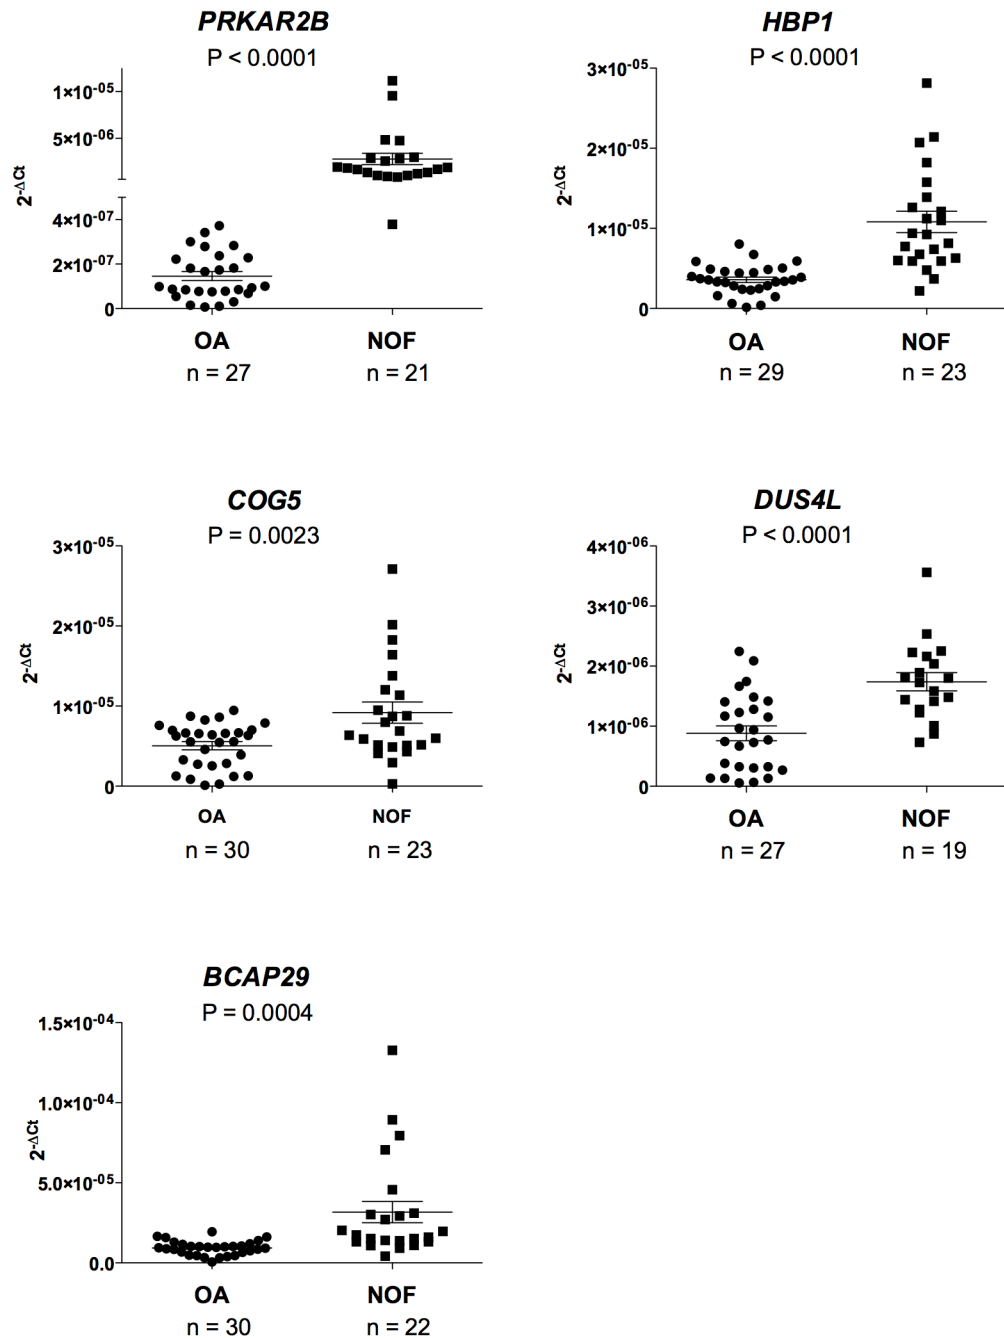 PRKAR2B
P < 0.0001
2-ΔCt
1×10-05
5×10-06
4×10-07
2×10-07
0
OA
NOF
n = 27
n = 21
HBP1
P < 0.0001
2-ΔCt
3×10-05
2×10-05
1×10-05
0
OA
NOF
n = 29
n = 23
COG5
P = 0.0023
2-ΔCt
3×10-05
2×10-05
1×10-05
0
OA
NOF
n = 30
n = 23
DUS4L
P < 0.0001
2-ΔCt
4×10-06
3×10-06
2×10-06
1×10-06
0
OA
NOF
n = 27
n = 19
BCAP29
P = 0.0004
2-ΔCt
1.5×10-04
1.0×10-04
5.0×10-05
0.0
OA
NOF
n = 30
n = 22